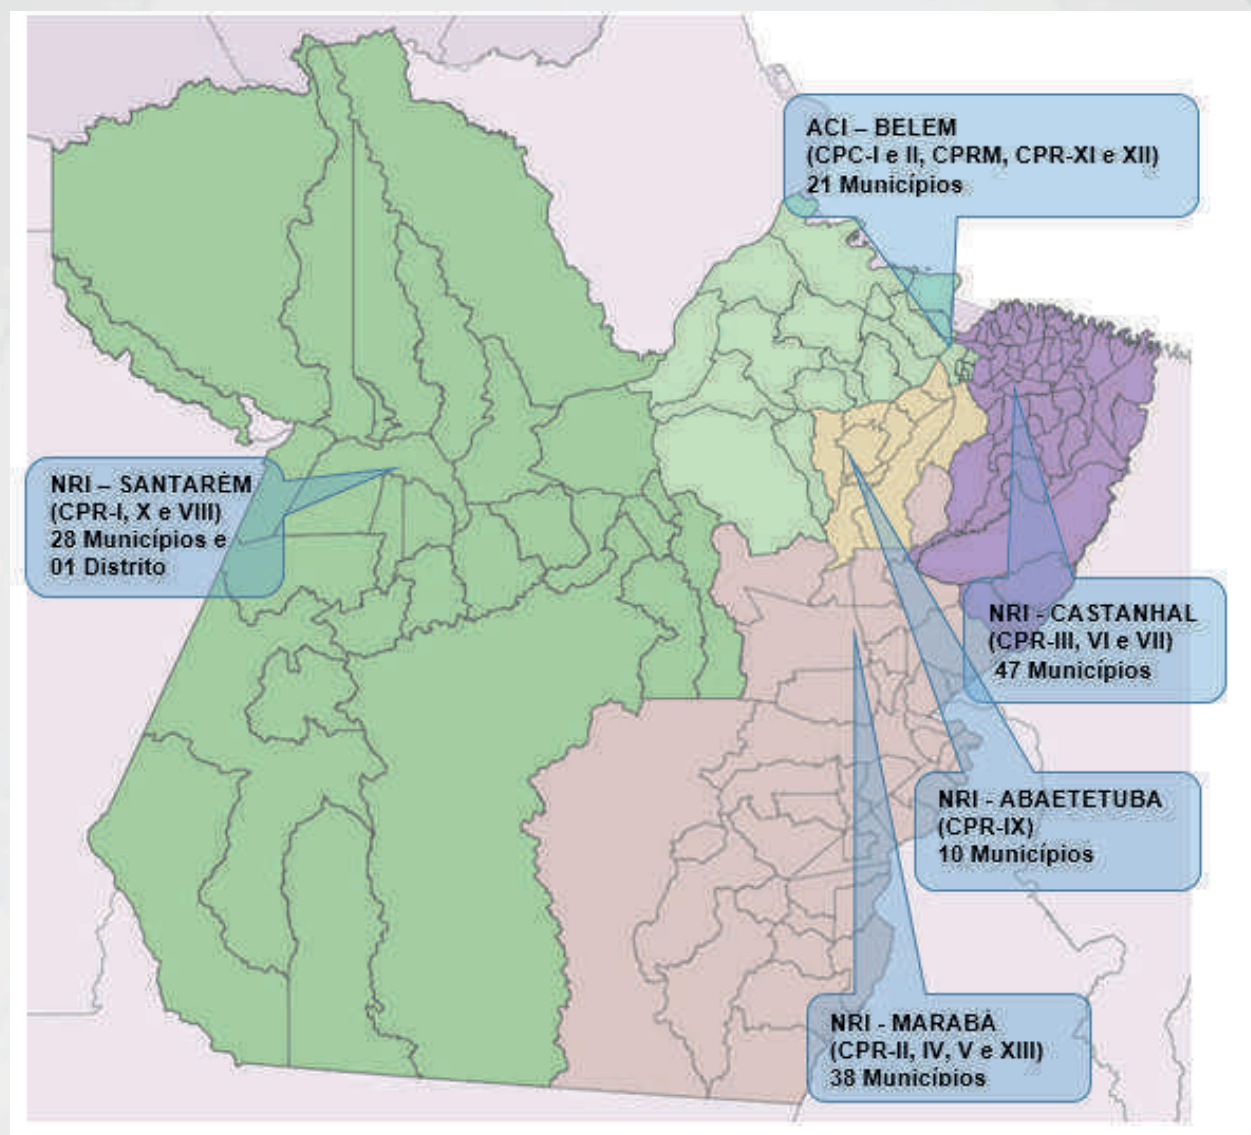 ACI – BELEM
(CPC-I e II, CPRM, CPR-XI e XII)
21 Municípios
NRI – SANTARÉM
(CPR-I, X e VIII)
28 Municípios e
01 Distrito
NRI - CASTANHAL
(CPR-III, VI e VII)
47 Municípios
NRI - ABAETETUBA
(CPR-IX)
10 Municípios
NRI - MARABÁ
(CPR-II, IV, V e XIII)
38 Municípios